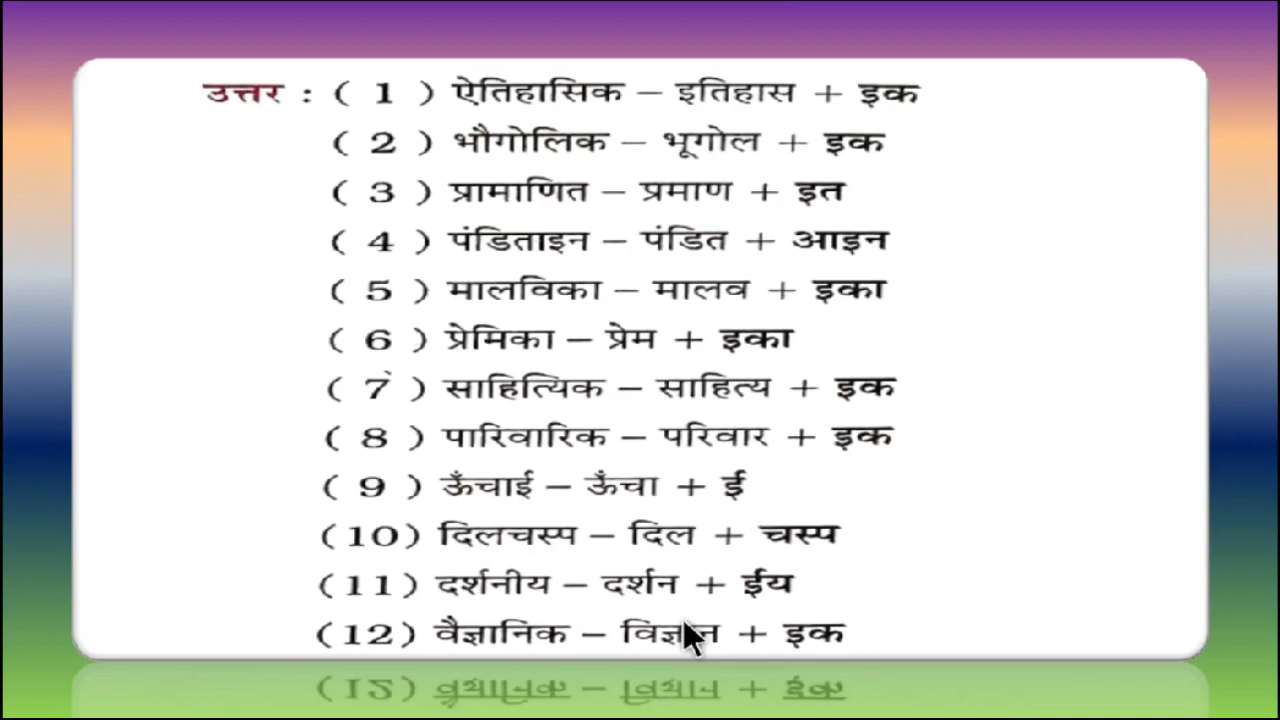 उत्तर : ( 1 ) ऐतिहासिक – इतिहास + इक
( 2 ) भौगोलिक – भूगोल + इक
( 3 ) प्रामाणित – प्रमाण + इत
( 4 ) पंडिताइन – पंडित + आइन
( 5 ) मालविका – मालव + इका
( 6 ) प्रेमिका – प्रेम + इका
( 7 ) साहित्यिक – साहित्य + इक
( 8 ) पारिवारिक – परिवार + इक
( 9 ) ऊँचाई – ऊँचा + ई
(10) दिलचस्प – दिल + चस्प
(11) दर्शनीय – दर्शन + ईय
(12) वैज्ञानिक – विज्ञान + इक